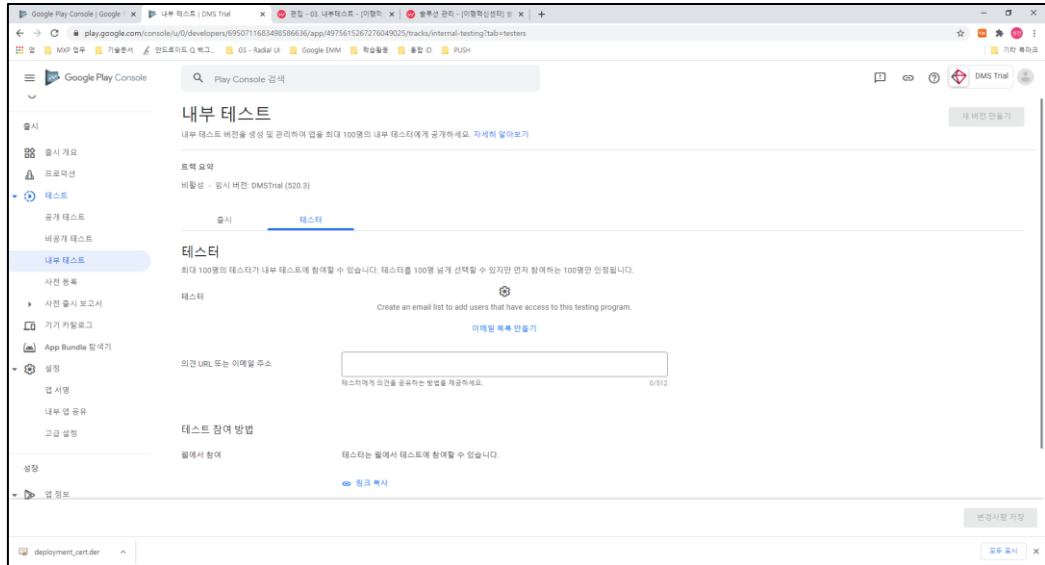 Google Play Console | Google
내부 테스트 | DMS Trial
편집 - 03. 내부테스트 - [이형혁
솔루션 관리 - [이형혁신센터]
play.google.com/console/u/0/developers/6950711683498586636/app/4975615267276049025/tracks/internal-testing?tab=testers
앱
MXP 업무
기술문서
안드로이드 Q 백그...
GS - Radial UI
Google EMM
학습활동
통합 ID
PUSH
기타 북마크
Google Play Console
Play Console 검색
DMS Trial
내부 테스트
새 버전 만들기
내부 테스트 버전을 생성 및 관리하여 앱을 최대 100명의 내부 테스터에게 공개하세요. 자세히 알아보기
출시
출시 개요
프로덕션
테스트
공개 테스트
비공개 테스트
내부 테스트
사전 등록
사전 출시 보고서
기기 카탈로그
App Bundle 탐색기
설정
앱 서명
내부 앱 공유
고급 설정
성장
앱 정보
트랙 요약
비활성 · 임시 버전: DMSTrial (520.3)
출시
테스터
테스터
최대 100명의 테스터가 내부 테스트에 참여할 수 있습니다. 테스터를 100명 넘게 선택할 수 있지만 먼저 참여하는 100명만 인정됩니다.
테스터
Create an email list to add users that have access to this testing program.
이메일 목록 만들기
의견 URL 또는 이메일 주소
테스터에게 의견을 공유하는 방법을 제공하세요.
0/512
테스트 참여 방법
웹에서 참여
테스터는 웹에서 테스트에 참여할 수 있습니다.
링크 복사
변경사항 저장
deployment_cert.der
모두 표시